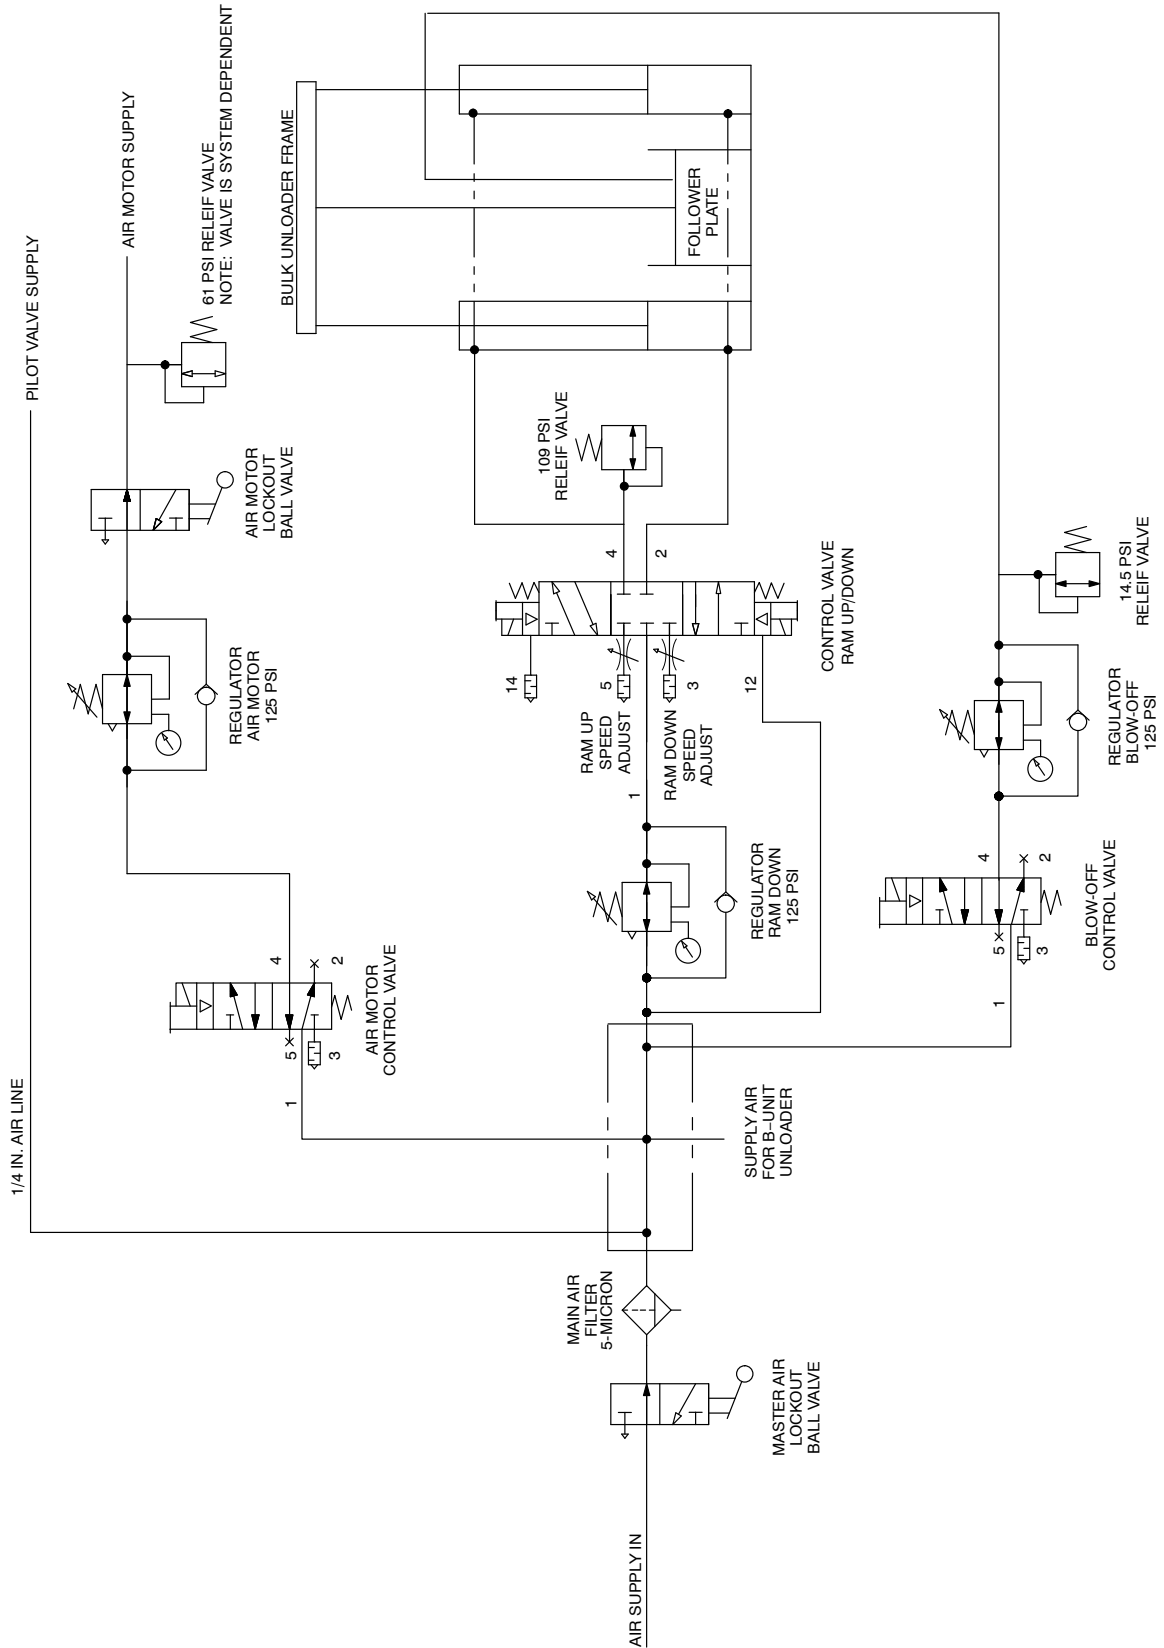 1/4 IN. AIR LINE
PILOT VALVE SUPPLY
AIR MOTOR SUPPLY
61 PSI RELEIF VALVE
NOTE: VALVE IS SYSTEM DEPENDENT
AIR MOTOR
LOCKOUT
BALL VALVE
REGULATOR
AIR MOTOR
125 PSI
4
2
5
3
1
AIR MOTOR
CONTROL VALVE
BULK UNLOADER FRAME
FOLLOWER
PLATE
109 PSI
RELEIF VALVE
4
2
14
5
3
12
1
RAM UP
SPEED
ADJUST
RAM DOWN
SPEED
ADJUST
CONTROL VALVE
RAM UP/DOWN
REGULATOR
RAM DOWN
125 PSI
SUPPLY AIR
FOR B-UNIT
UNLOADER
MAIN AIR
FILTER
5-MICRON
MASTER AIR
LOCKOUT
BALL VALVE
AIR SUPPLY IN
14.5 PSI
RELEIF VALVE
REGULATOR
BLOW-OFF
125 PSI
4
2
5
3
1
BLOW-OFF
CONTROL VALVE